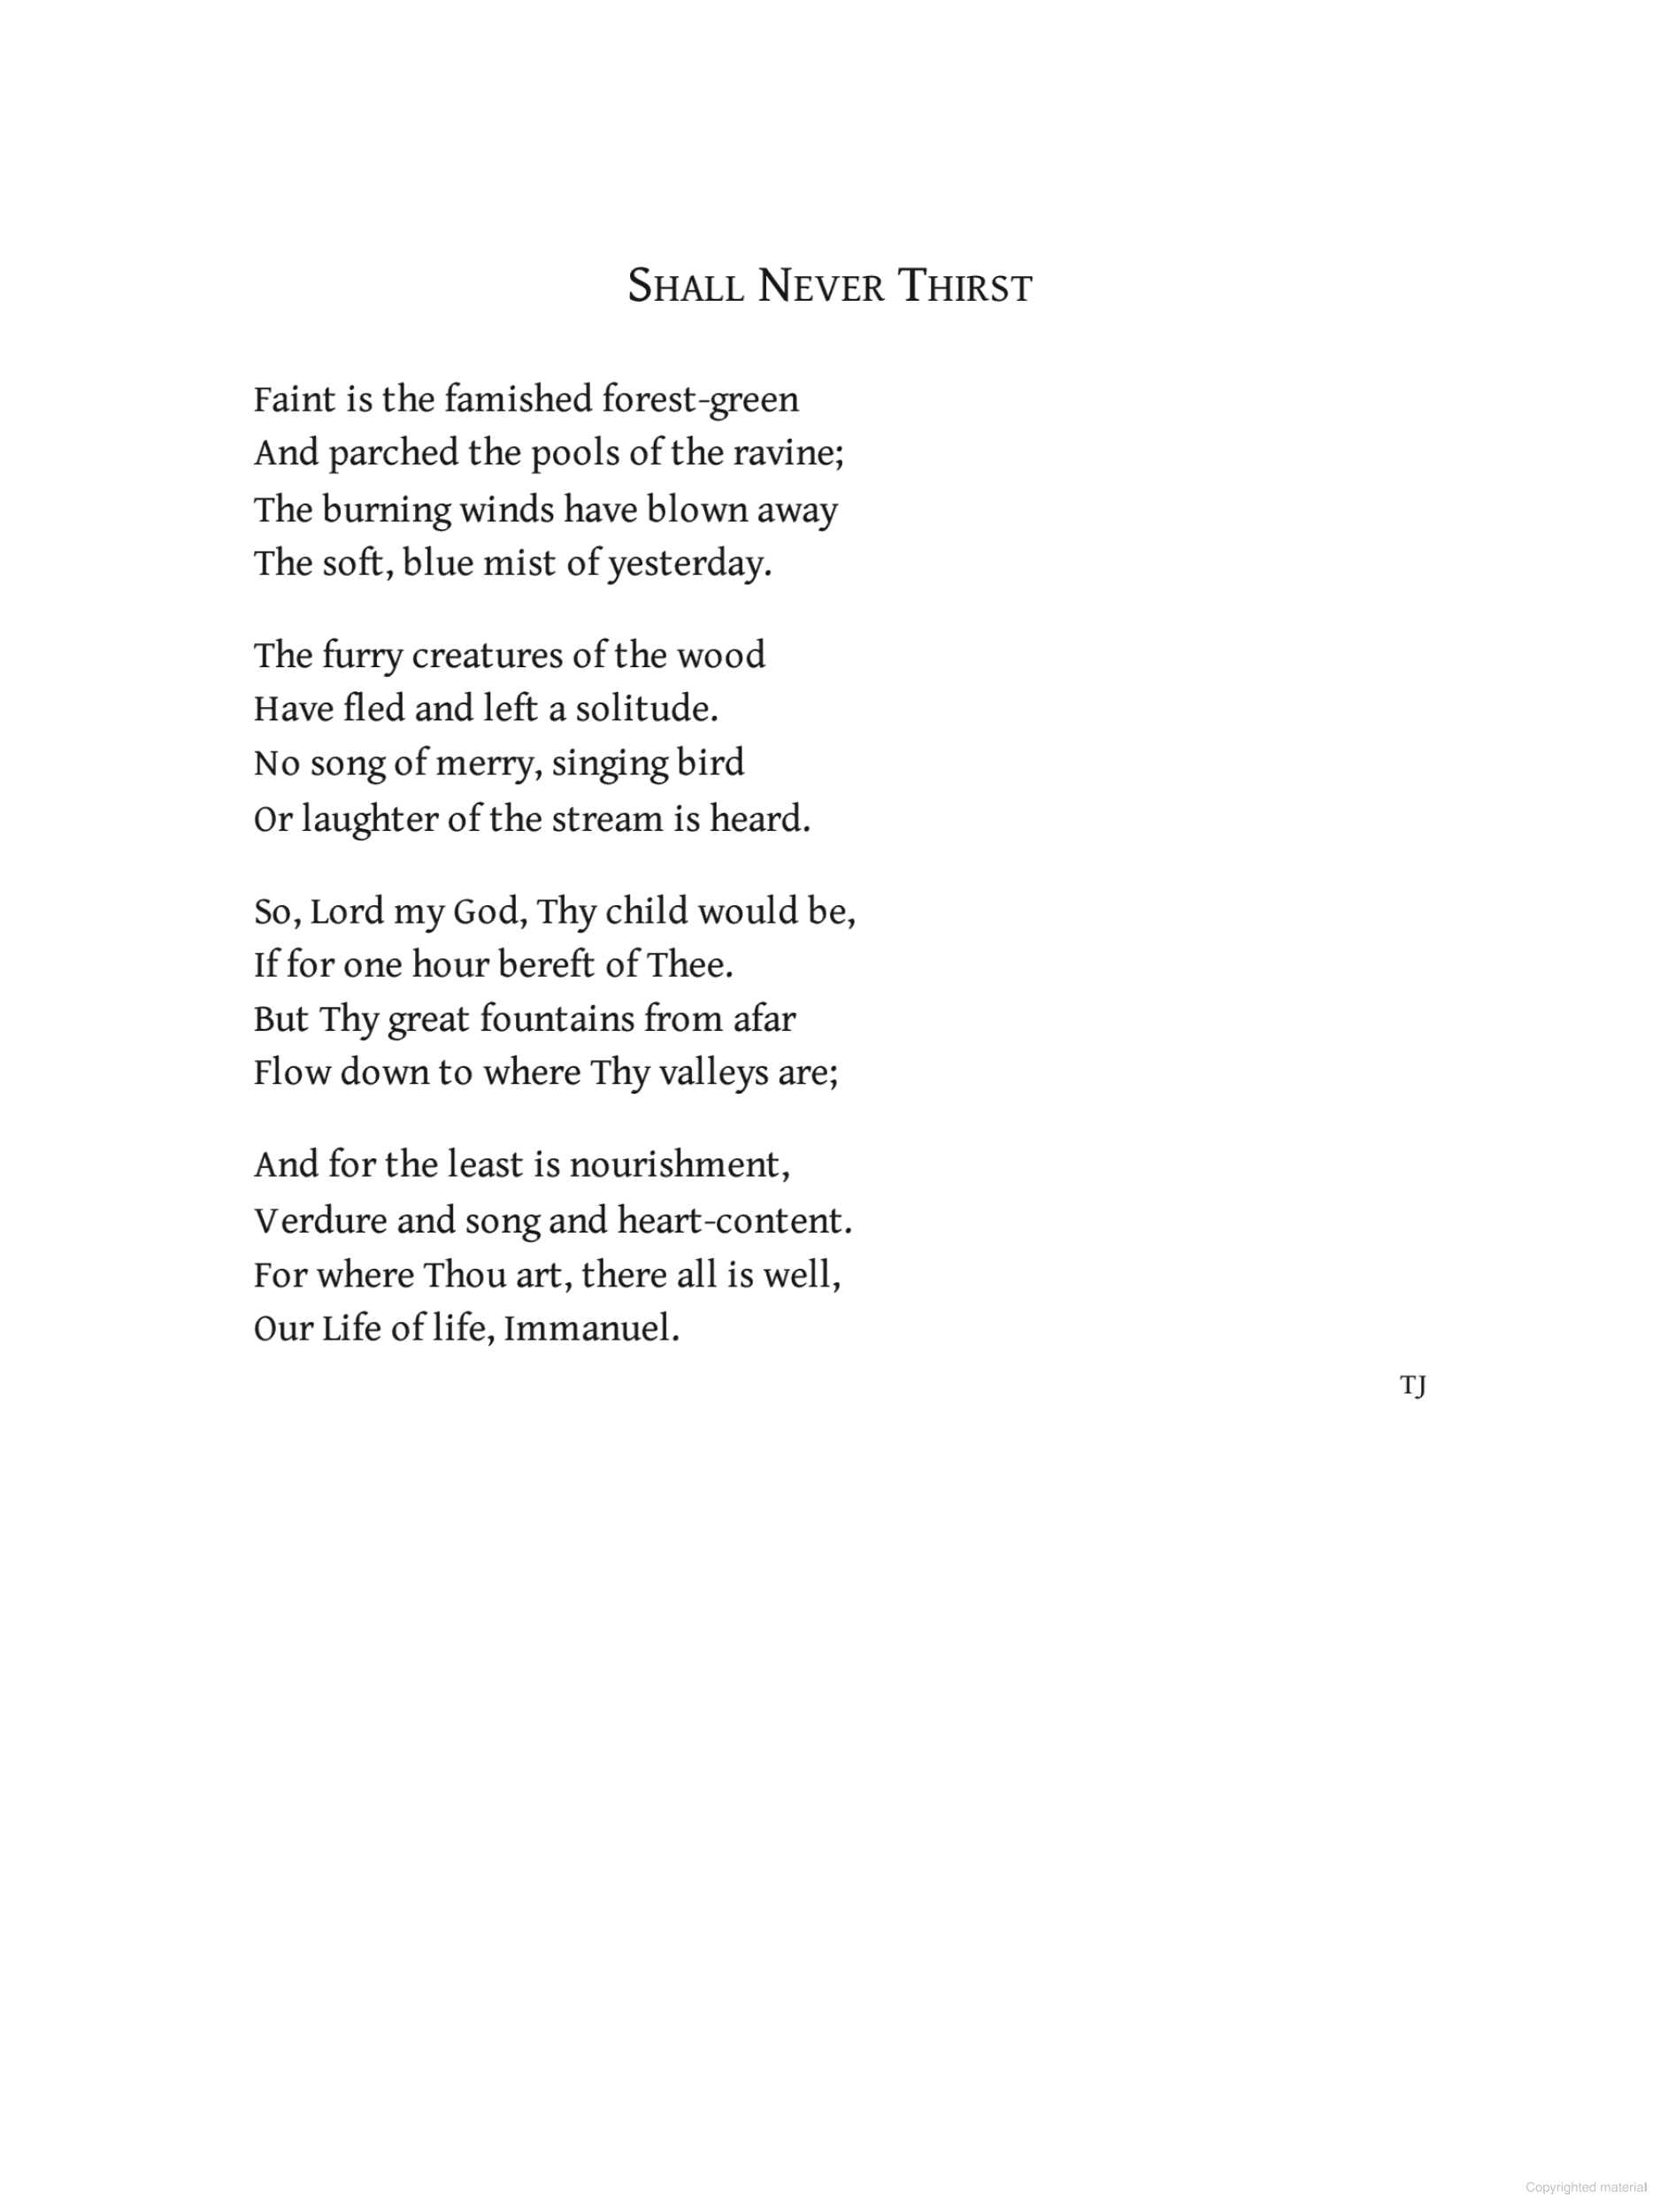 SHALL NEVER THIRST
Faint is the famished forest-green
And parched the pools of the ravine;
The burning winds have blown away
The soft, blue mist of yesterday.
The furry creatures of the wood
Have fled and left a solitude.
No song of merry, singing bird
Or laughter of the stream is heard.
So, Lord my God, Thy child would be,
If for one hour bereft of Thee.
But Thy great fountains from afar
Flow down to where Thy valleys are;
And for the least is nourishment,
Verdure and song and heart-content.
For where Thou art, there all is well,
Our Life of life, Immanuel.
TJ
Copyrighted material